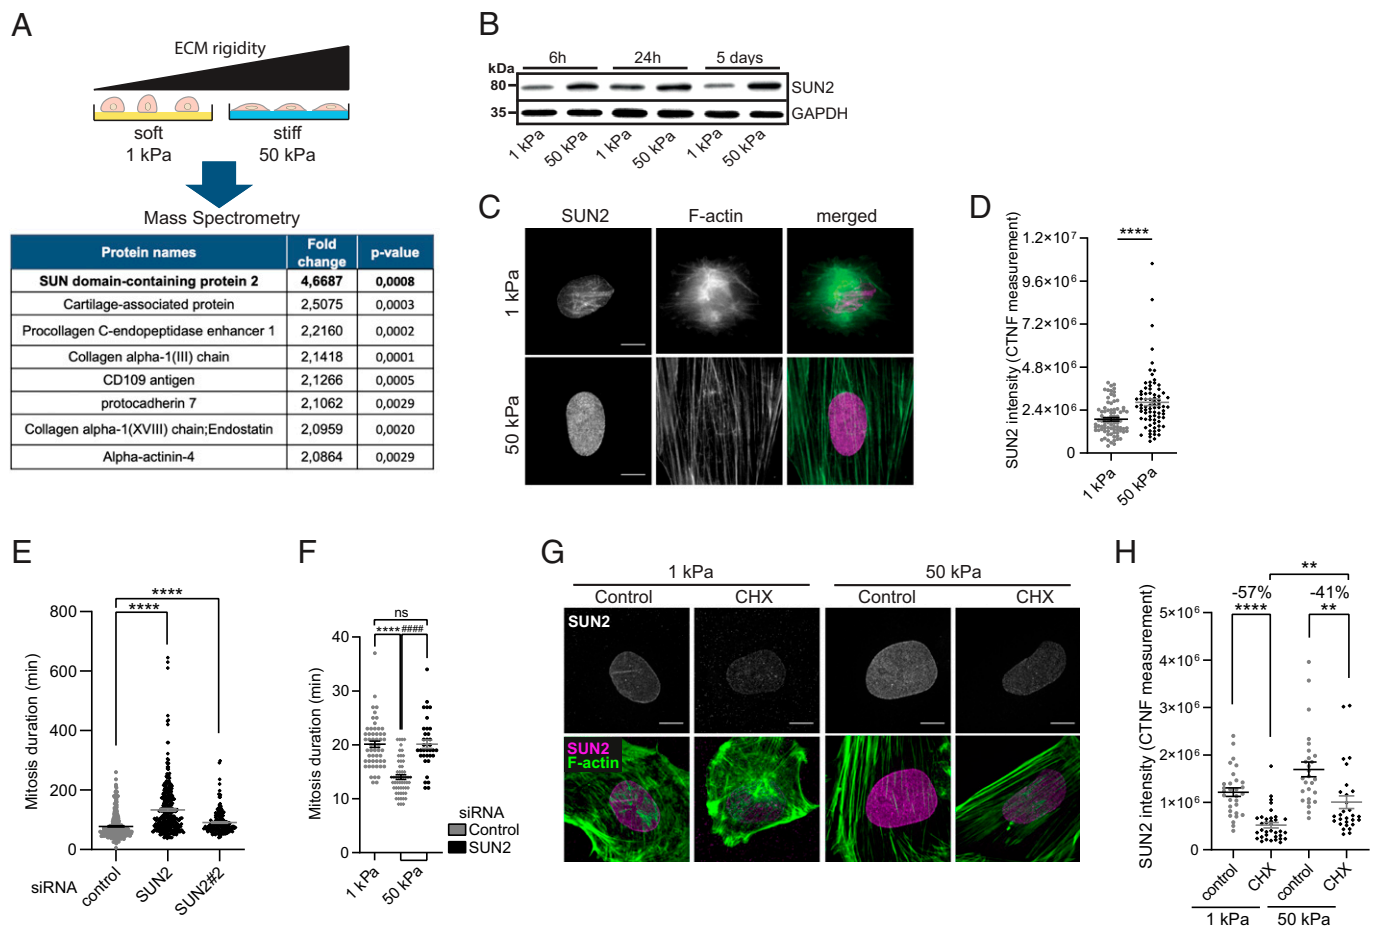 A
ECM rigidity
soft
1 kPa
stiff
50 kPa
Mass Spectrometry
Protein names Fold change p-value
SUN domain-containing protein 2 4,6687 0,0008
Cartilage-associated protein 2,5075 0,0003
Procollagen C-endopeptidase enhancer 1 2,2160 0,0002
Collagen alpha-1(III) chain 2,1418 0,0001
CD109 antigen 2,1266 0,0005
protocadherin 7 2,1062 0,0029
Collagen alpha-1(XVIII) chain;Endostatin 2,0959 0,0020
Alpha-actinin-4 2,0864 0,0029
B
6h 24h 5 days
kDa
80 SUN2
35 GAPDH
1 kPa 50 kPa 1 kPa 50 kPa 1 kPa 50 kPa
C
SUN2 F-actin merged
1 kPa
50 kPa
D
SUN2 intensity (CTNF measurement)
****
1.2×10⁷
9.6×10⁶
7.2×10⁶
4.8×10⁶
2.4×10⁶
0
1 kPa 50 kPa
E
Mitosis duration (min)
****
****
800
600
400
200
0
siRNA control SUN2 SUN2#2
F
Mitosis duration (min)
ns
**** ####
40
30
20
10
0
1 kPa 50 kPa
siRNA
Control
SUN2
G
1 kPa 50 kPa
Control CHX Control CHX
SUN2
SUN2
F-actin
H
SUN2 intensity (CTNF measurement)
**
-57% -41%
**** **
5×10⁶
4×10⁶
3×10⁶
2×10⁶
1×10⁶
0
control CHX control CHX
1 kPa 50 kPa